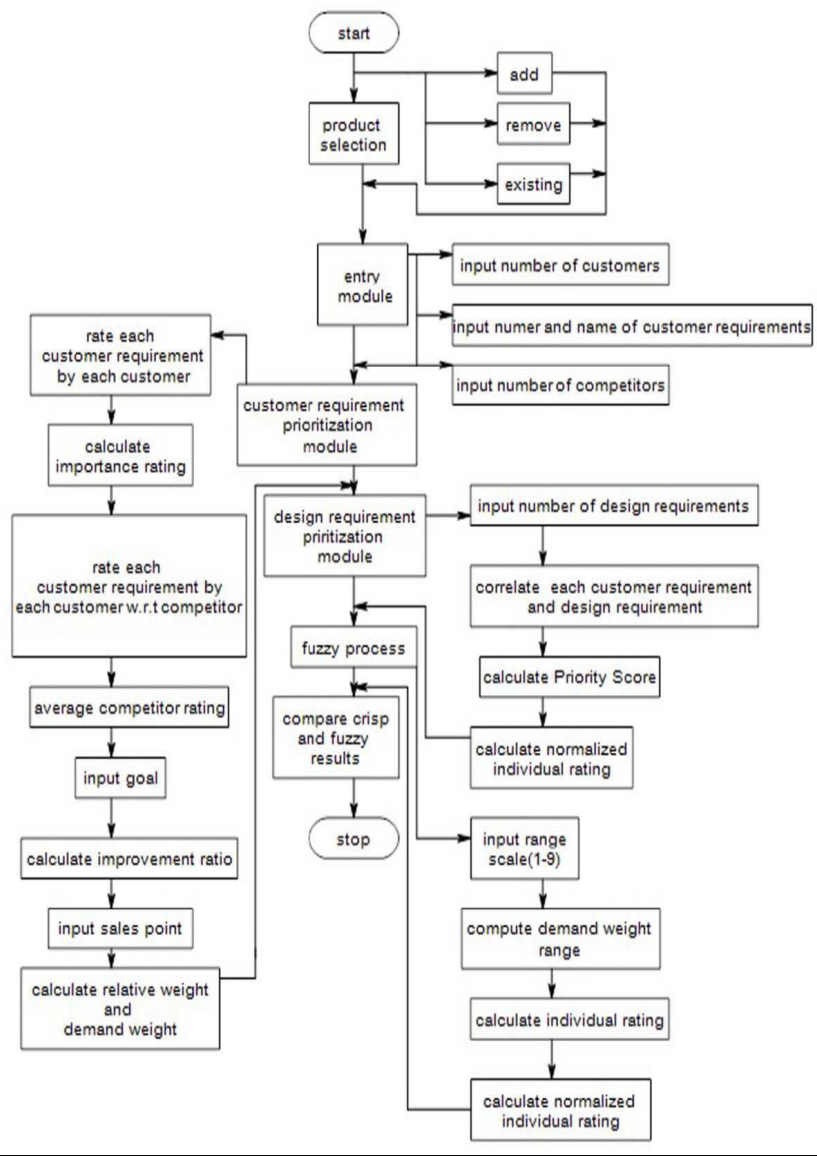 start
add
product
selection
remove
existing
entry
module
input number of customers
input numer and name of customer requirements
input number of competitors
customer requirement
prioritization
module
rate each
customer requirement
by each customer
calculate
importance rating
rate each
customer requirement by
each customer w.r.t competitor
average competitor rating
input goal
calculate improvement ratio
input sales point
calculate relative weight
and
demand weight
design requirement
priritization
module
input number of design requirements
correlate each customer requirement
and design requirement
calculate Priority Score
calculate normalized
individual rating
fuzzy process
input range
scale(1-9)
compute demand weight
range
calculate individual rating
calculate normalized
individual rating
compare crisp
and fuzzy
results
stop